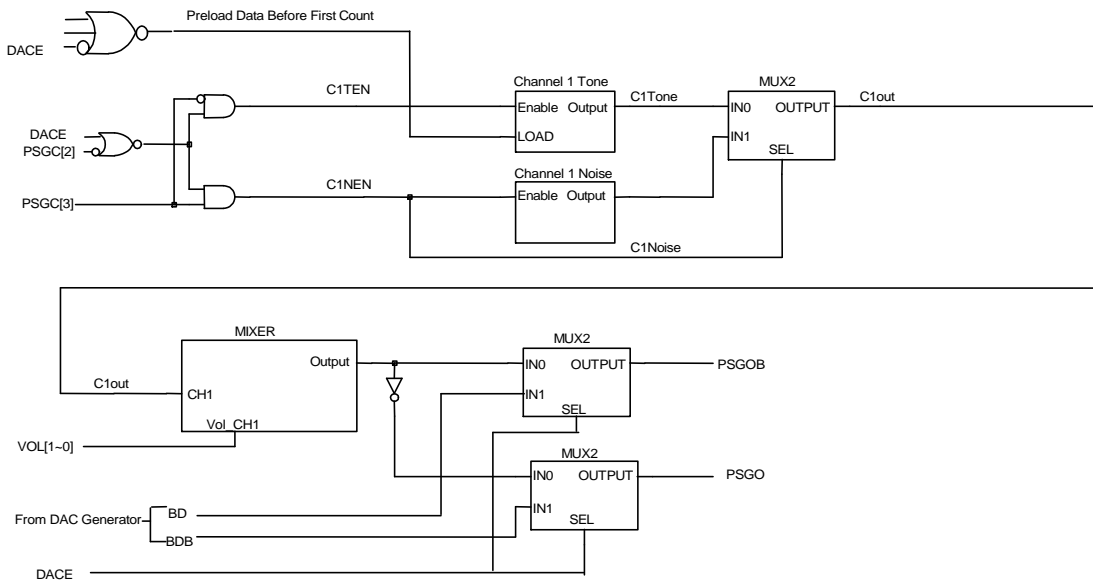 Preload Data Before First Count
DACE
C1TEN
Channel 1 Tone
Enable Output
LOAD
C1Tone
MUX2
IN0 OUTPUT
IN1
SEL
C1out
DACE
PSGC[2]
PSGC[3]
C1NEN
Channel 1 Noise
Enable Output
C1Noise
MIXER
Output
C1out
CH1
Vol_CH1
VOL[1~0]
MUX2
IN0 OUTPUT
IN1
SEL
PSGOB
MUX2
IN0 OUTPUT
IN1
SEL
PSGO
From DAC Generator
BD
BDB
DACE